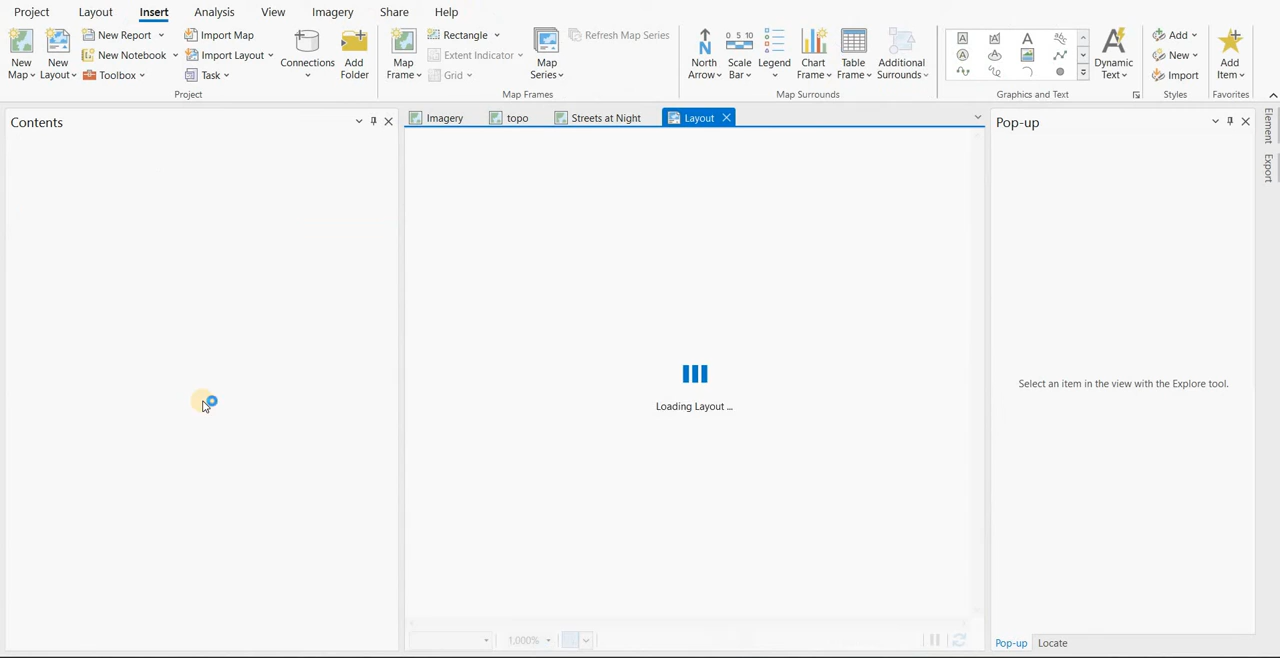 Project Layout Insert Analysis View Imagery Share Help
New Map
New Layout
New Report
New Notebook
Toolbox
Import Map
Import Layout
Task
Connections
Add Folder
Project
Map Frame
Rectangle
Extent Indicator
Grid
Map Series
Refresh Map Series
Map Frames
North Arrow
0 5 10
Scale Bar
Legend
Chart Frame
Table Frame
Additional Surrounds
Map Surrounds
A A A
A A
Dynamic Text
Graphics and Text
Add
New
Import
Styles
Add Item
Favorites
Contents
Imagery topo Streets at Night Layout
Loading Layout ...
1,000%
Pop-up
Select an item in the view with the Explore tool.
Pop-up Locate
Element
Export